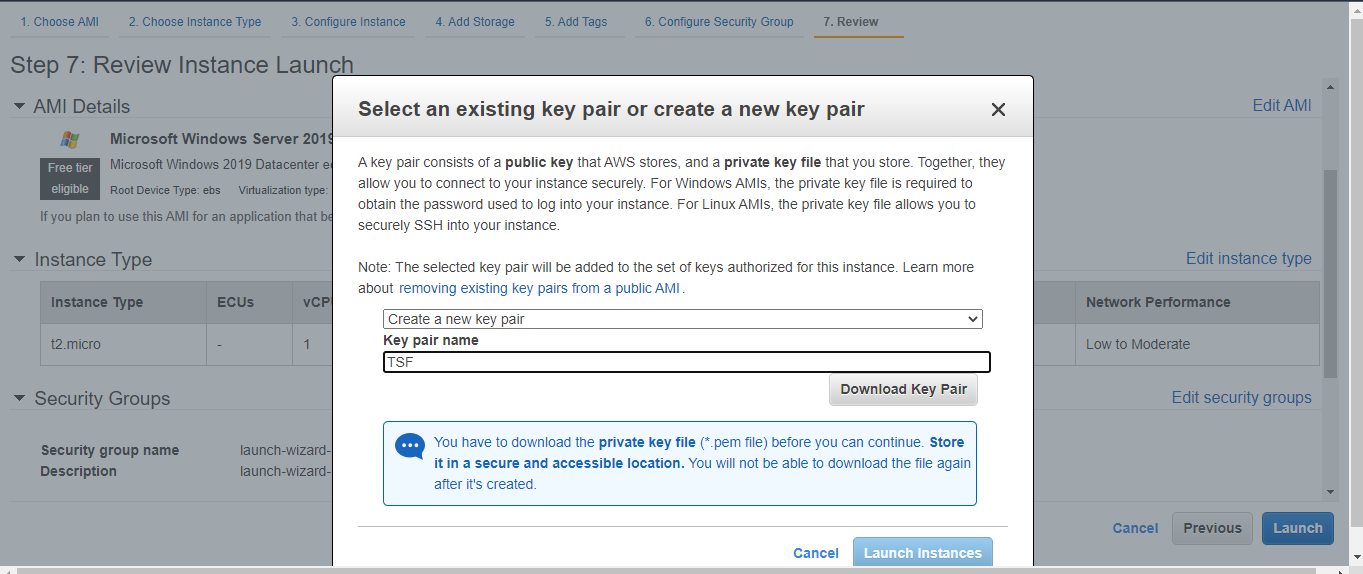 1. Choose AMI 2. Choose Instance Type 3. Configure Instance 4. Add Storage 5. Add Tags 6. Configure Security Group 7. Review
Step 7: Review Instance Launch
AMI Details
Edit AMI
Microsoft Windows Server 2019
Free tier
eligible
Microsoft Windows 2019 Datacenter
Root Device Type: ebs Virtualization type:
If you plan to use this AMI for an application that
Instance Type
Edit instance type
Instance Type ECUs Network Performance
t2.micro - 1 Low to Moderate
Security Groups
Edit security groups
Security group name launch-wizard-
Description launch-wizard-
Cancel Previous Launch
Select an existing key pair or create a new key pair
A key pair consists of a public key that AWS stores, and a private key file that you store. Together, they
allow you to connect to your instance securely. For Windows AMIs, the private key file is required to
obtain the password used to log into your instance. For Linux AMIs, the private key file allows you to
securely SSH into your instance.
Note: The selected key pair will be added to the set of keys authorized for this instance. Learn more
about removing existing key pairs from a public AMI .
Create a new key pair
Key pair name
TSF
Download Key Pair
You have to download the private key file (*.pem file) before you can continue. Store
it in a secure and accessible location. You will not be able to download the file again
after it's created.
Cancel Launch Instances